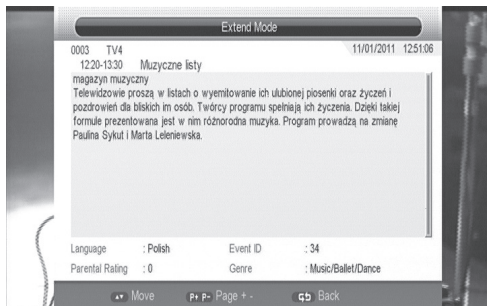 Extend Mode
0003 TV4 11/01/2011 12:51:06
12:20-13:30 Muzyczne listy
magazyn muzyczny
Telewidzowie proszą w listach o wyemitowanie ich ulubionej piosenki oraz życzeń i
pozdrowień dla bliskich im osób. Twórcy programu spełniają ich życzenia. Dzięki takiej
formule prezentowana jest w nim różnorodna muzyka. Program prowadzą na zmianę
Paulina Sykut i Marta Leleniewska.
Language : Polish Event ID : 34
Parental Rating : 0 Genre : Music/Ballet/Dance
Move P+ P- Page + - Back